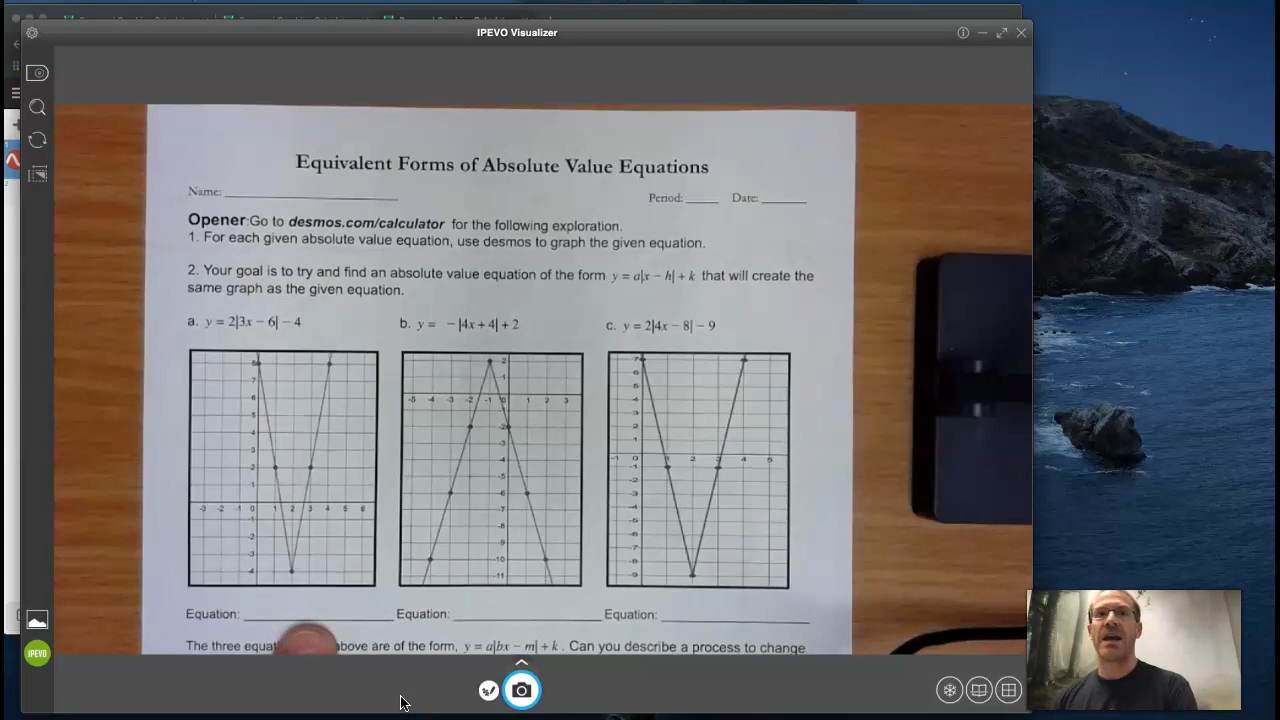 IPEVO Visualizer
Equivalent Forms of Absolute Value Equations
Name: Period: Date:
Opener: Go to desmos.com/calculator for the following exploration.
1. For each given absolute value equation, use desmos to graph the given equation.
2. Your goal is to try and find an absolute value equation of the form y = a|x − h| + k that will create the
same graph as the given equation.
a. y = 2|3x − 6| − 4 b. y = − |4x + 4| + 2 c. y = 2|4x − 8| − 9
Equation: Equation: Equation:
The three above are of the form, y = a|bx − m| + k . Can you describe a process to change
IPEVO